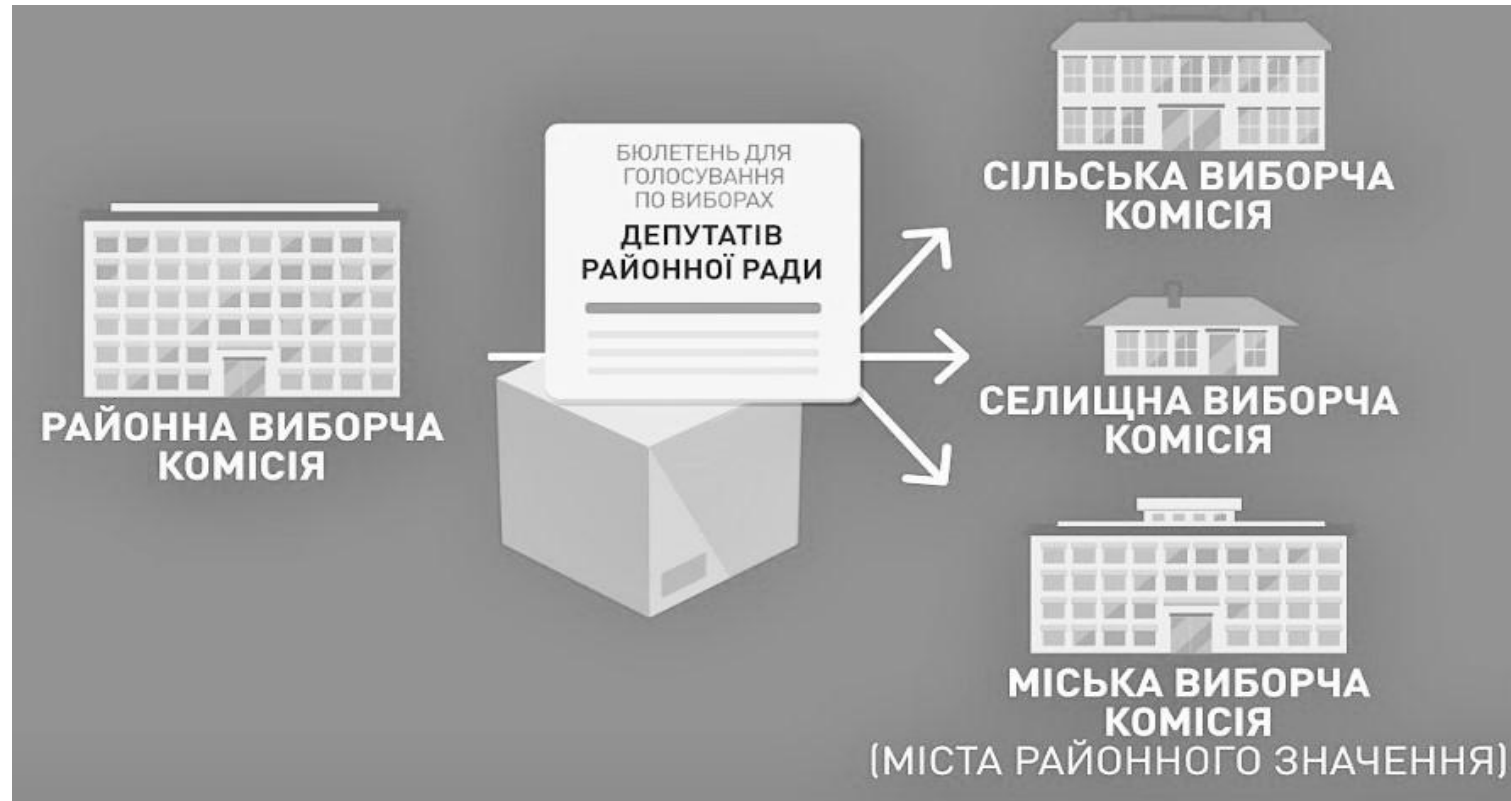 РАЙОННА ВИБОРЧА
КОМІСІЯ
БЮЛЕТЕНЬ ДЛЯ
ГОЛОСУВАННЯ
ПО ВИБОРАХ
ДЕПУТАТІВ
РАЙОННОЇ РАДИ
СІЛЬСЬКА ВИБОРЧА
КОМІСІЯ
СЕЛИЩНА ВИБОРЧА
КОМІСІЯ
МІСЬКА ВИБОРЧА
КОМІСІЯ
(МІСТА РАЙОННОГО ЗНАЧЕННЯ)